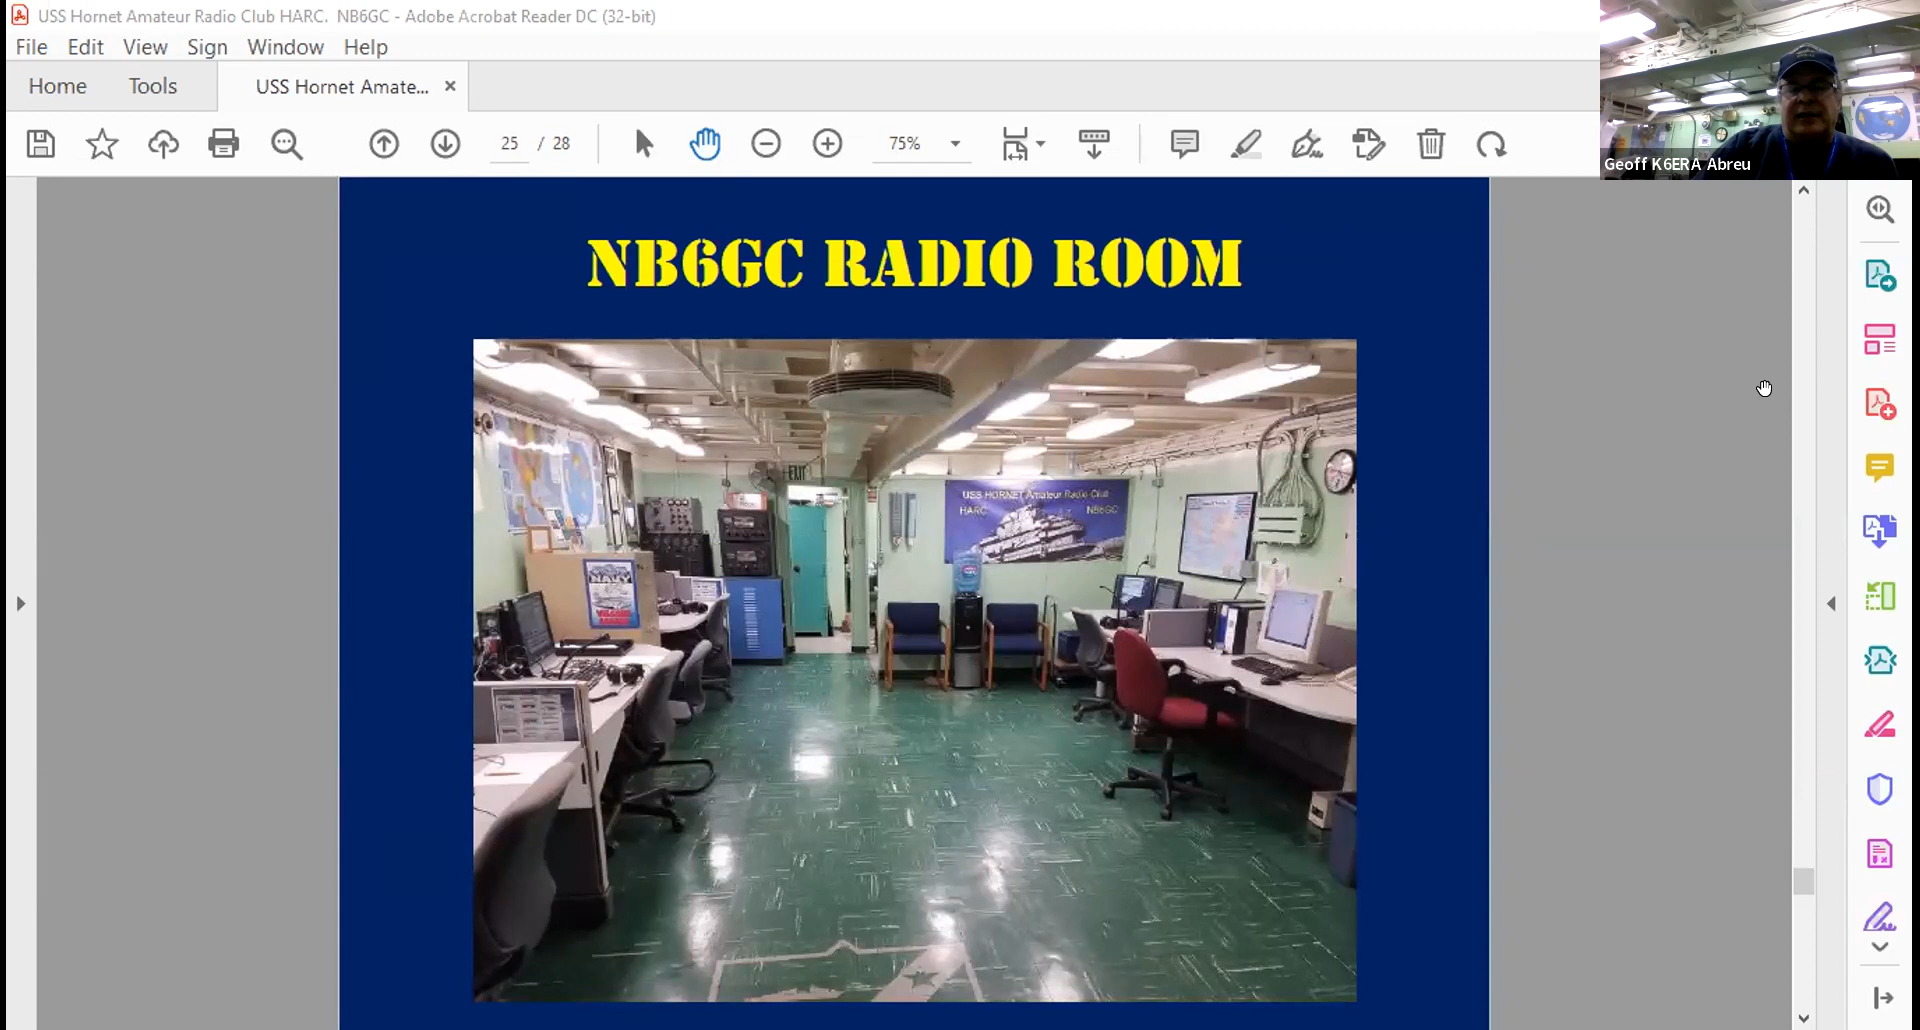 USS Hornet Amateur Radio Club HARC.  NB6GC - Adobe Acrobat Reader DC (32-bit)
File Edit View Sign Window Help
Home Tools USS Hornet Amate...
25 / 28 75%
Geoff K6ERA Abreu
NB6GC RADIO ROOM
EXIT
USS HORNET Amateur Radio Club
HARC NB6GC
NAVY